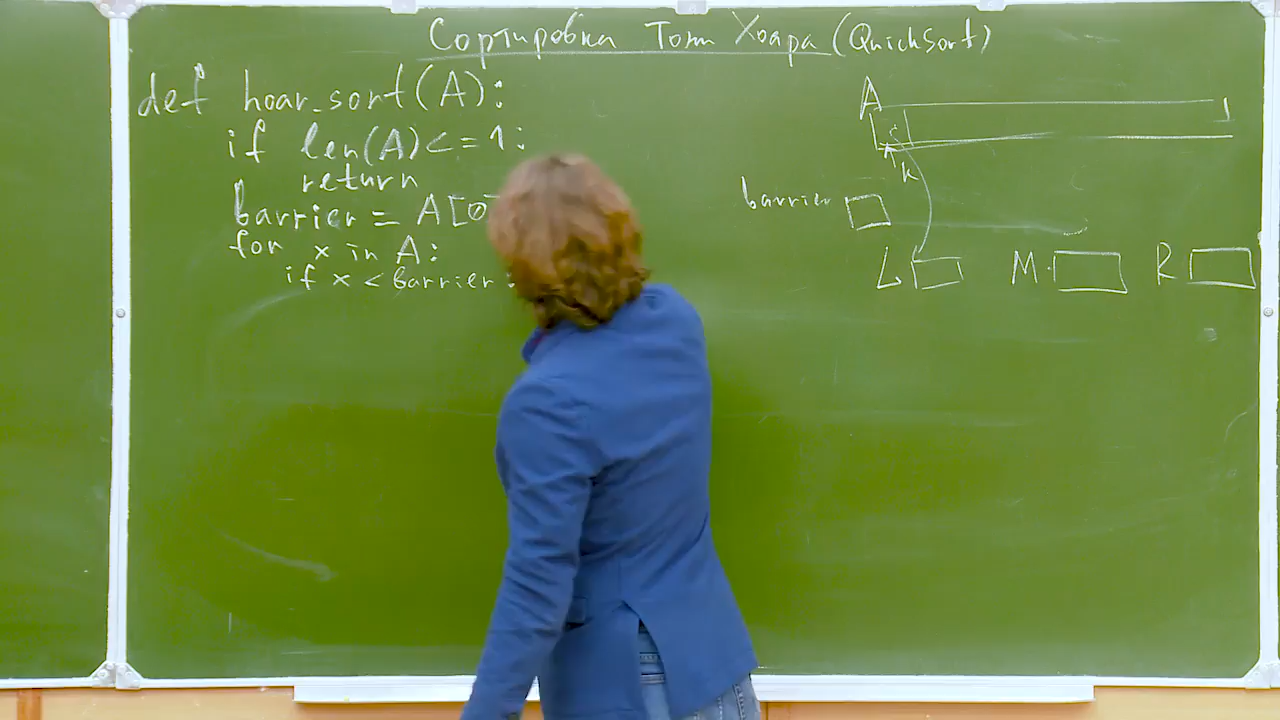 Сортировка Тони Хоара (QuickSort)
def hoar_sort(A):
if len(A) <= 1:
return
barrier = A[0
for x in A:
if x < barrier:
A
k
barrier
L M R